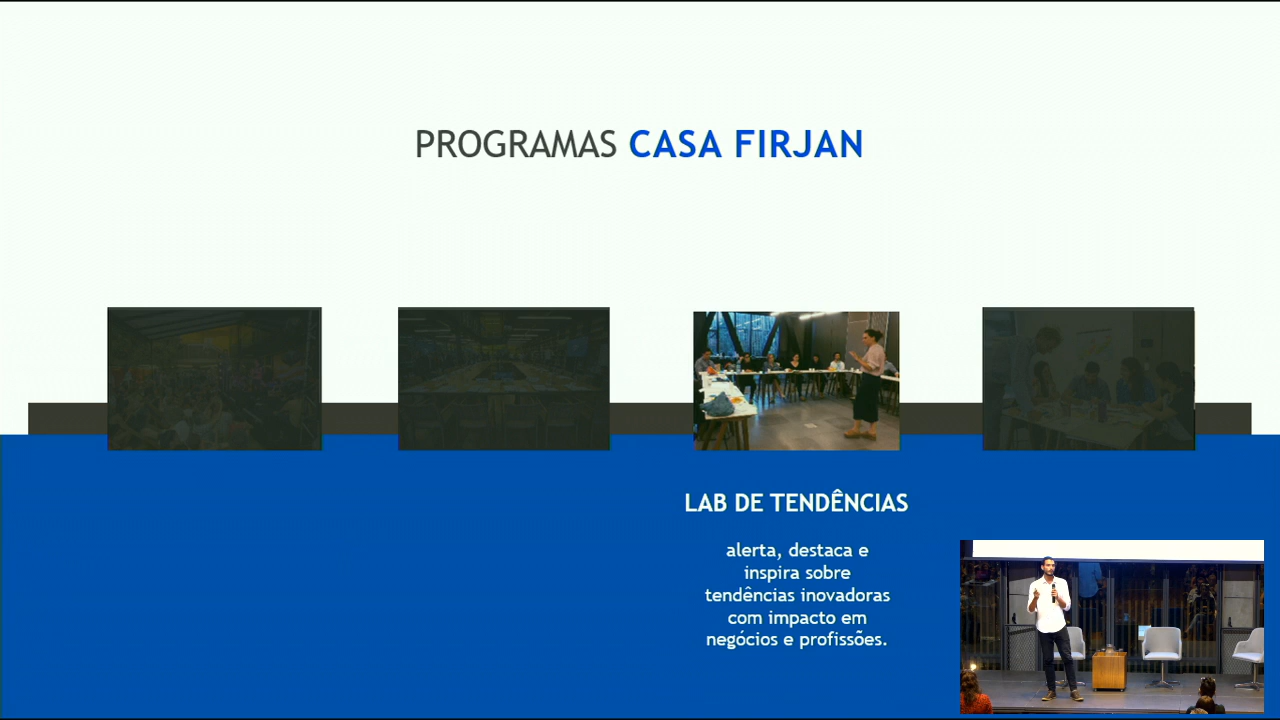 PROGRAMAS CASA FIRJAN
LAB DE TENDÊNCIAS
alerta, destaca e
inspira sobre
tendências inovadoras
com impacto em
negócios e profissões.